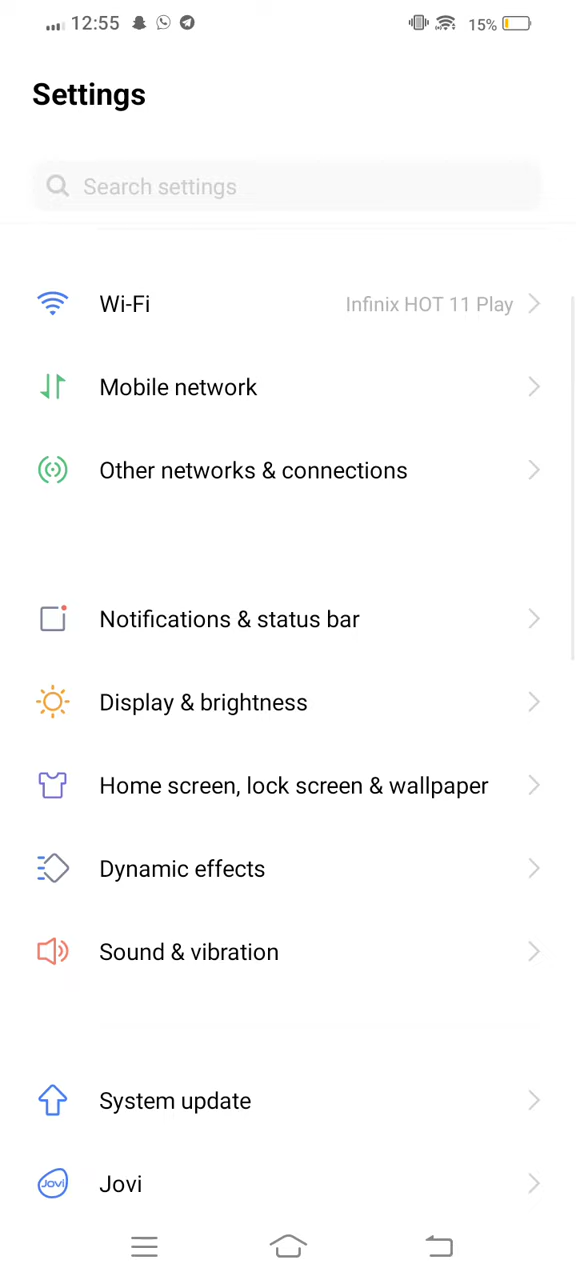 12:55
15%
Settings
Search settings
Wi-Fi Infinix HOT 11 Play
Mobile network
Other networks & connections
Notifications & status bar
Display & brightness
Home screen, lock screen & wallpaper
Dynamic effects
Sound & vibration
System update
Jovi Jovi